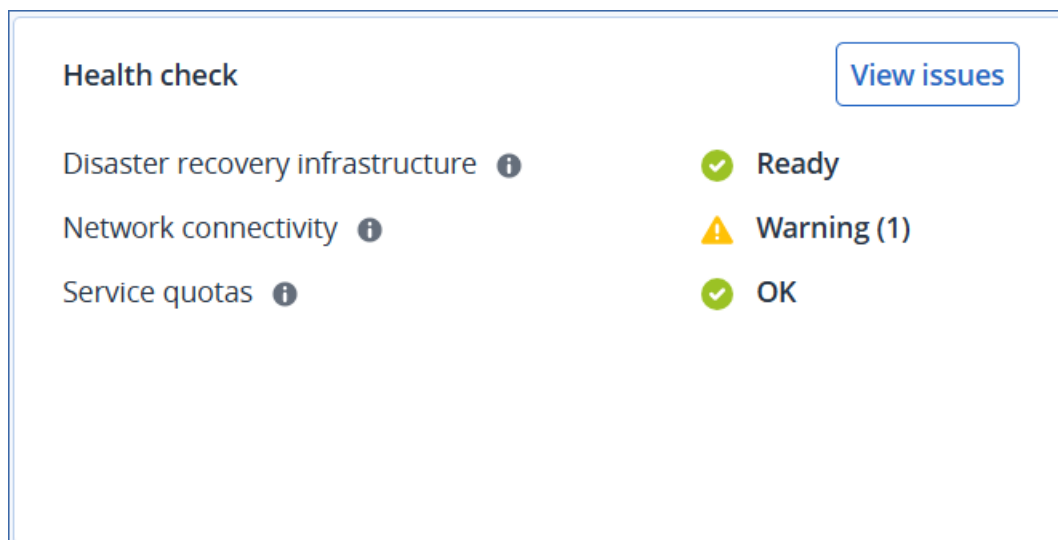 Health check View issues
Disaster recovery infrastructure Ready
Network connectivity Warning (1)
Service quotas OK